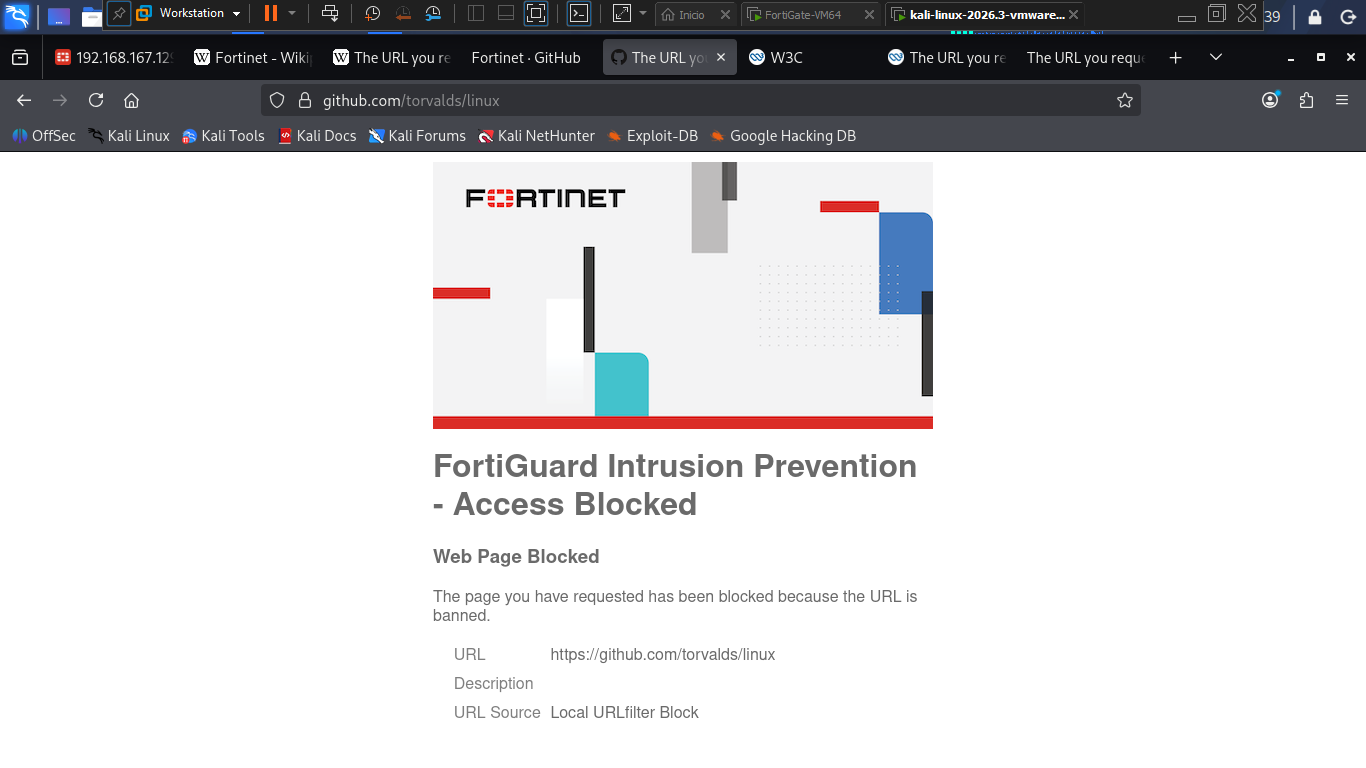 Workstation
Inicio
FortiGate-VM64
kali-linux-2026.3-vmware...
39
192.168.167.12
Fortinet - Wiki
The URL you re
Fortinet · GitHub
The URL yo
W3C
The URL you re
The URL you reque
github.com/torvalds/linux
OffSec
Kali Linux
Kali Tools
Kali Docs
Kali Forums
Kali NetHunter
Exploit-DB
Google Hacking DB
FORTINET
FortiGuard Intrusion Prevention
- Access Blocked
Web Page Blocked
The page you have requested has been blocked because the URL is
banned.
URL https://github.com/torvalds/linux
Description
URL Source Local URLfilter Block